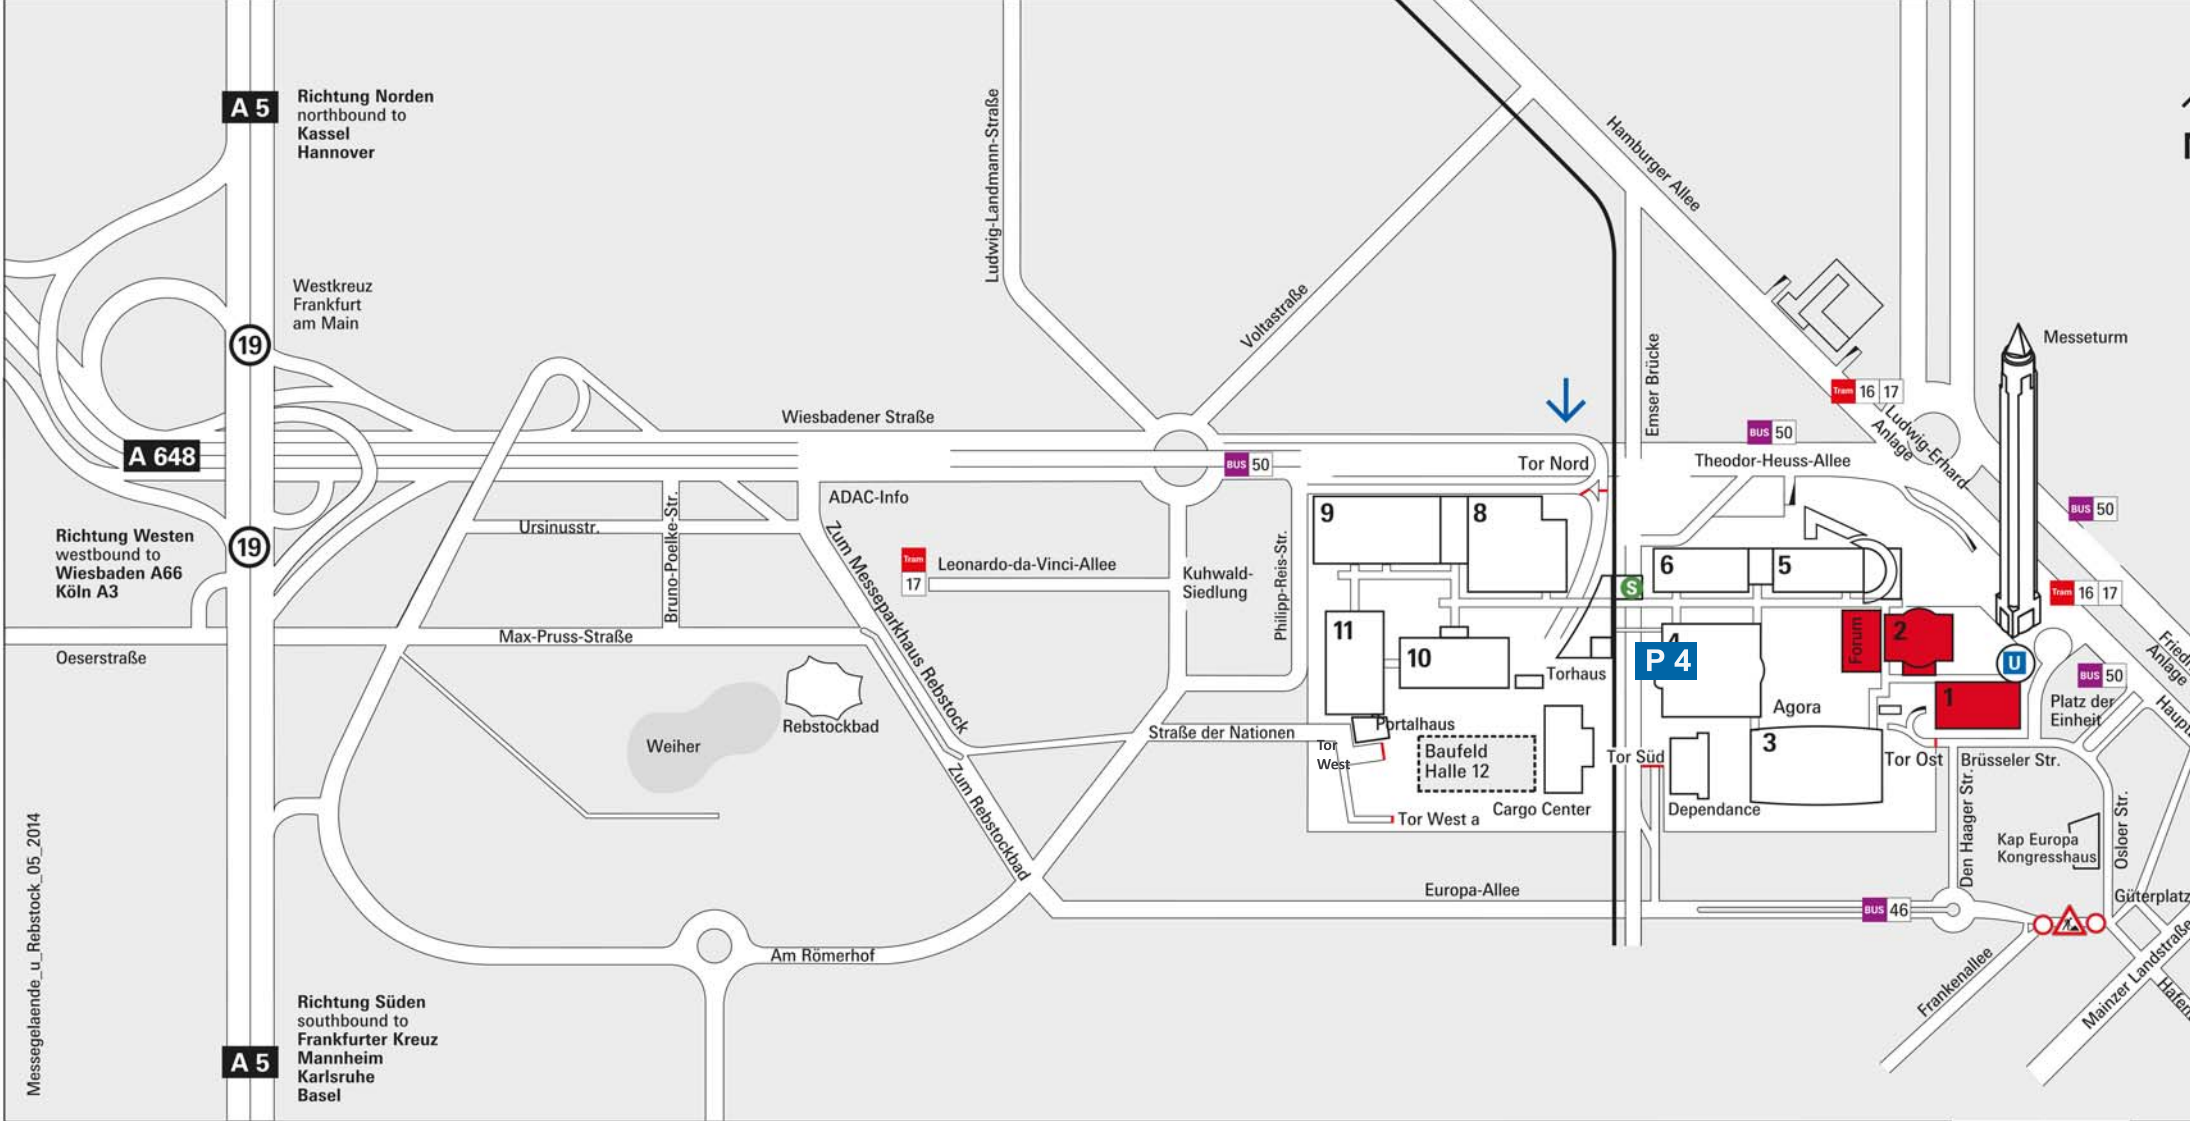 A 5
Richtung Norden
northbound to
Kassel
Hannover
Westkreuz
Frankfurt
am Main
19
A 648
19
Richtung Westen
westbound to
Wiesbaden A66
Köln A3
Oeserstraße
Ludwig-Landmann-Straße
Voltastraße
Hamburger Allee
Emser Brücke
Messeturm
Tram 16 17
Ludwig-Erhard
Anlage
BUS 50
Theodor-Heuss-Allee
Wiesbadener Straße
BUS 50
Tor Nord
ADAC-Info
Ursinusstr.
Bruno-Poelke-Str.
Max-Pruss-Straße
Zum Messeparkhaus Rebstock
Tram
17
Leonardo-da-Vinci-Allee
Kuhwald-
Siedlung
Philipp-Reis-Str.
9
8
6
5
S
BUS 50
Tram 16 17
11
10
4
P 4
Forum
2
1
U
Torhaus
Agora
BUS 50
Platz der
Einheit
Portalhaus
Straße der Nationen
Tor
West
Baufeld
Halle 12
Tor Süd
3
Tor Ost
Brüsseler Str.
Weiher
Rebstockbad
Zum Rebstockbad
Tor West a
Cargo Center
Dependance
Den Haager Str.
Kap Europa
Kongresshaus
Osloer Str.
Europa-Allee
BUS 46
Güterplatz
Am Römerhof
Frankenallee
Mainzer Landstraße
Anlage
Messegelaende_u_Rebstock_05_2014
Richtung Süden
southbound to
Frankfurter Kreuz
Mannheim
Karlsruhe
Basel
A 5